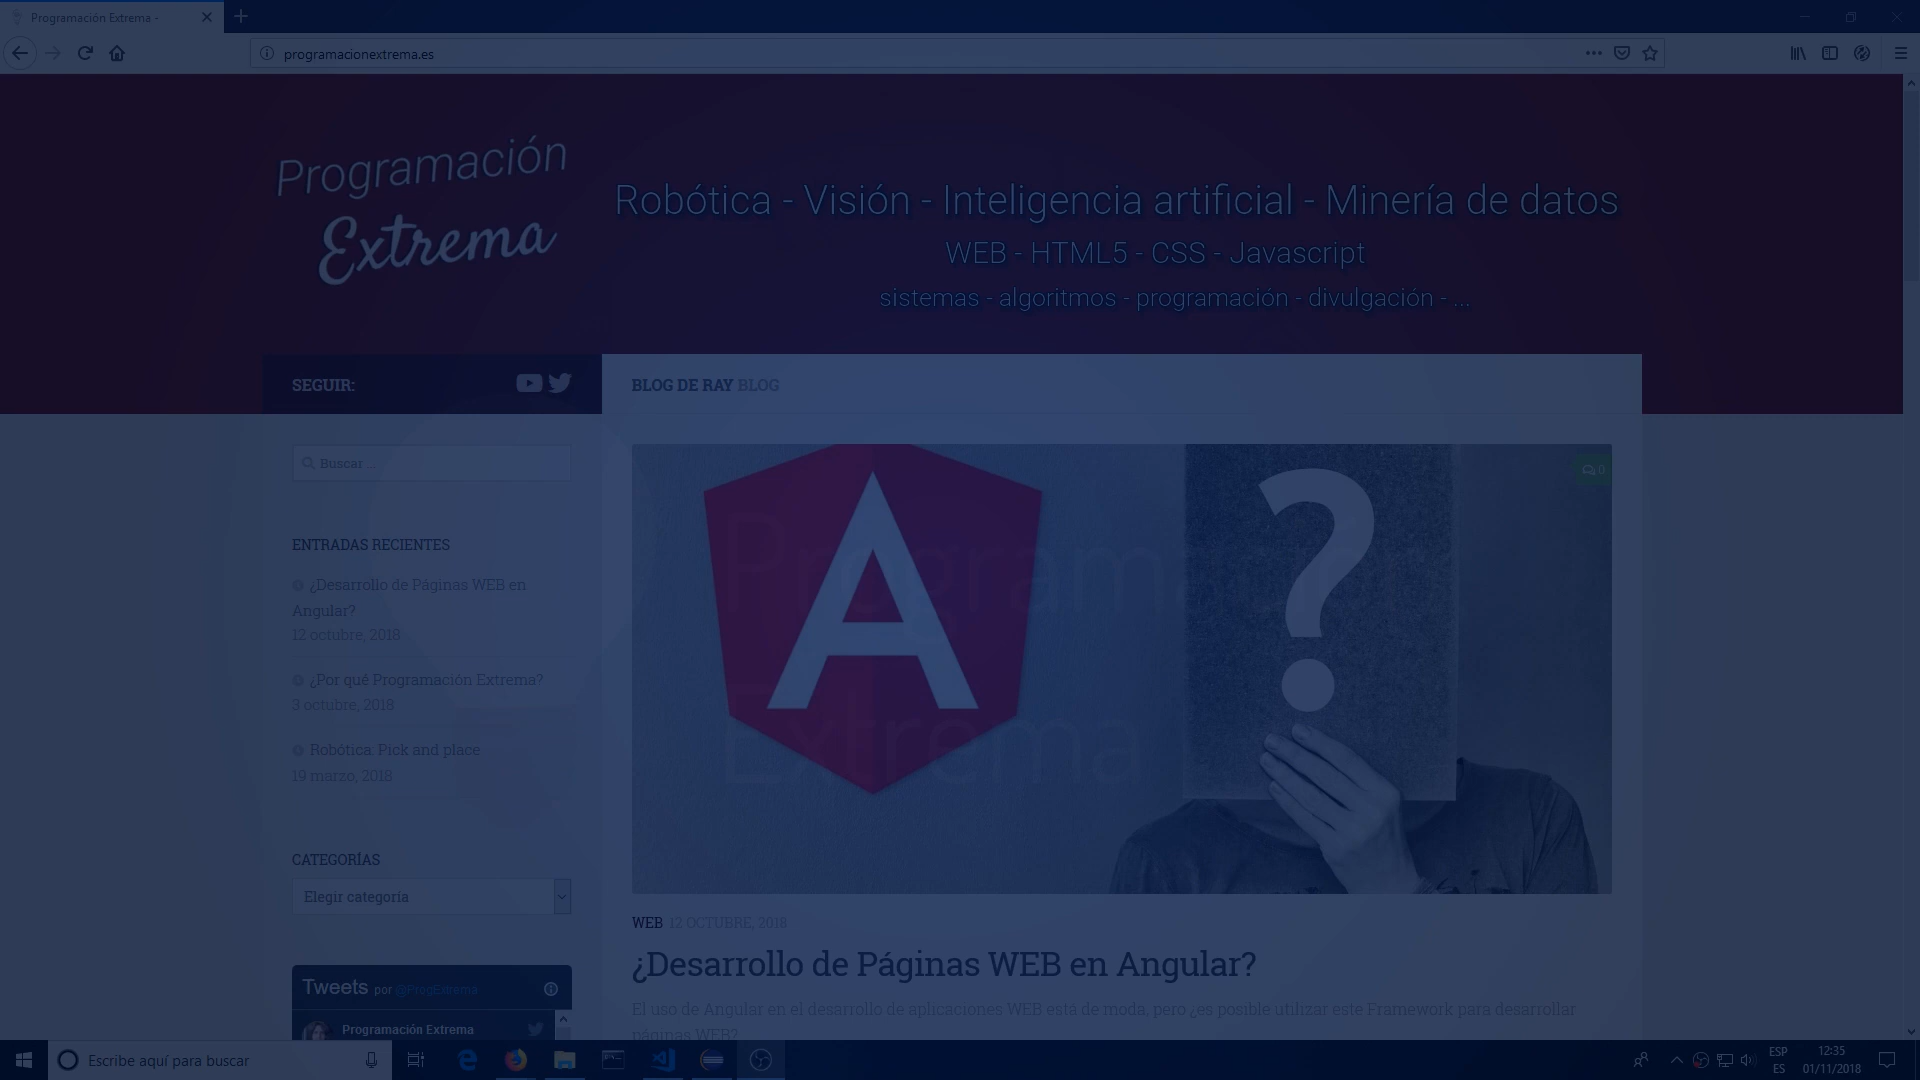 Programación Extrema -
programacionextrema.es
Programación
Extrema
Robótica - Visión - Inteligencia artificial - Minería de datos
WEB - HTML5 - CSS - Javascript
sistemas - algoritmos - programación - divulgación - ...
SEGUIR:
BLOG DE RAY BLOG
Buscar ...
0
ENTRADAS RECIENTES
¿Desarrollo de Páginas WEB en
Angular?
12 octubre, 2018
¿Por qué Programación Extrema?
3 octubre, 2018
Robótica: Pick and place
19 marzo, 2018
CATEGORÍAS
Elegir categoría
Tweets por @ProgExtrema
Programación Extrema
A
?
Programación
Extrema
WEB 12 OCTUBRE, 2018
¿Desarrollo de Páginas WEB en Angular?
El uso de Angular en el desarrollo de aplicaciones WEB está de moda, pero ¿es posible utilizar este Framework para desarrollar
páginas WEB?
Escribe aquí para buscar
ESP
ES
12:35
01/11/2018